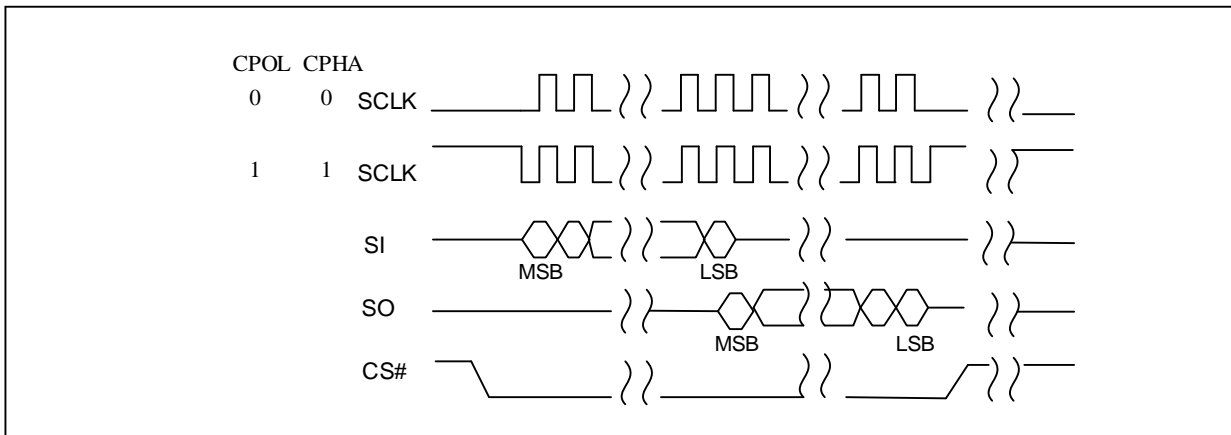 CPOL CPHA
0 0 SCLK
1 1 SCLK
SI
MSB LSB
SO
MSB LSB
CS#